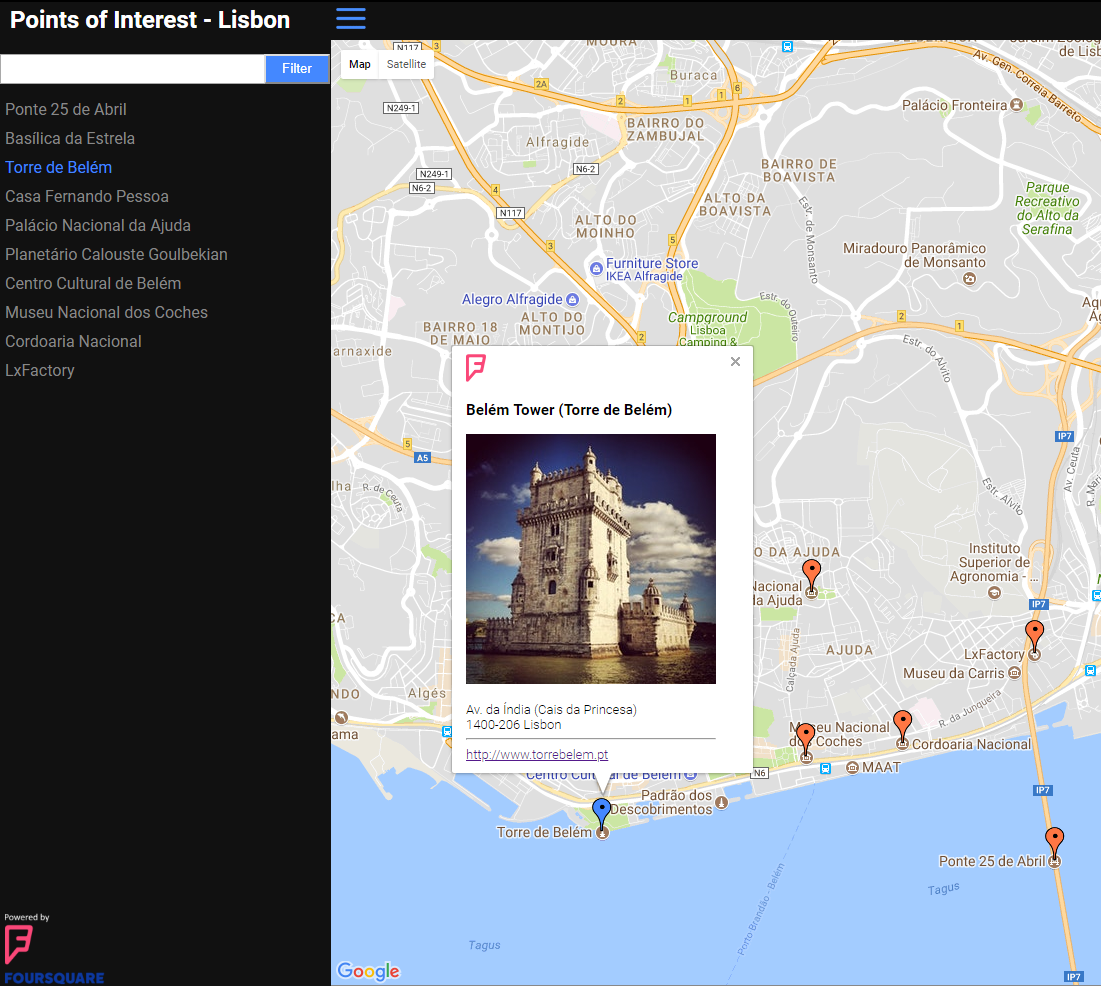 Points of Interest - Lisbon
Filter
Ponte 25 de Abril
Basílica da Estrela
Torre de Belém
Casa Fernando Pessoa
Palácio Nacional da Ajuda
Planetário Calouste Goulbekian
Centro Cultural de Belém
Museu Nacional dos Coches
Cordoaria Nacional
LxFactory
Powered by
FOURSQUARE
Map
Satellite
N117
3
MOURA
de Lisb
Av. Gen. Correia Barreto
Buraca
2A
6
2
1
1
N249-1
Palácio Fronteira
BAIRRO DO
ZAMBUJAL
Alfragide
BAIRRO DE
BOAVISTA
N6-2
N249-1
N6-2
4
Parque
Recreativo
do Alto da
Serafina
ALTO DA
BOAVISTA
Estr. de Monsanto
N117
ALTO DO
MOINHO
5
3
Miradouro Panorâmico
de Monsanto
Furniture Store
IKEA Alfragide
Alegro Alfragide
Estr. do Outeiro
ALTO DO
MONTIJO
Campground
Lisboa
Camping &
BAIRRO 18
DE MAIO
2
2
1
arnaxide
Estr. do Alvito
Belém Tower (Torre de Belém)
Av. da Índia (Cais da Princesa)
1400-206 Lisbon
http://www.torrebelem.pt
5
A5
IP7
Av. Ceuta
lha
R. de Ceuta
Estr. Alvito
O DA AJUDA
Instituto
Superior de
Agronomia - ...
Nacional
da Ajuda
IP7
CA
Calçada Ajuda
AJUDA
LxFactory
Museu da Carris
NDO
Algés
R. da Junqueira
ama
Museu Nacional
dos Coches
Cordoaria Nacional
MAAT
N6
Centro Cultural de Belém
IP7
Padrão dos
Descobrimentos
Torre de Belém
Ponte 25 de Abril
Porto Brandão - Belém
Tagus
Tagus
Google
IP7